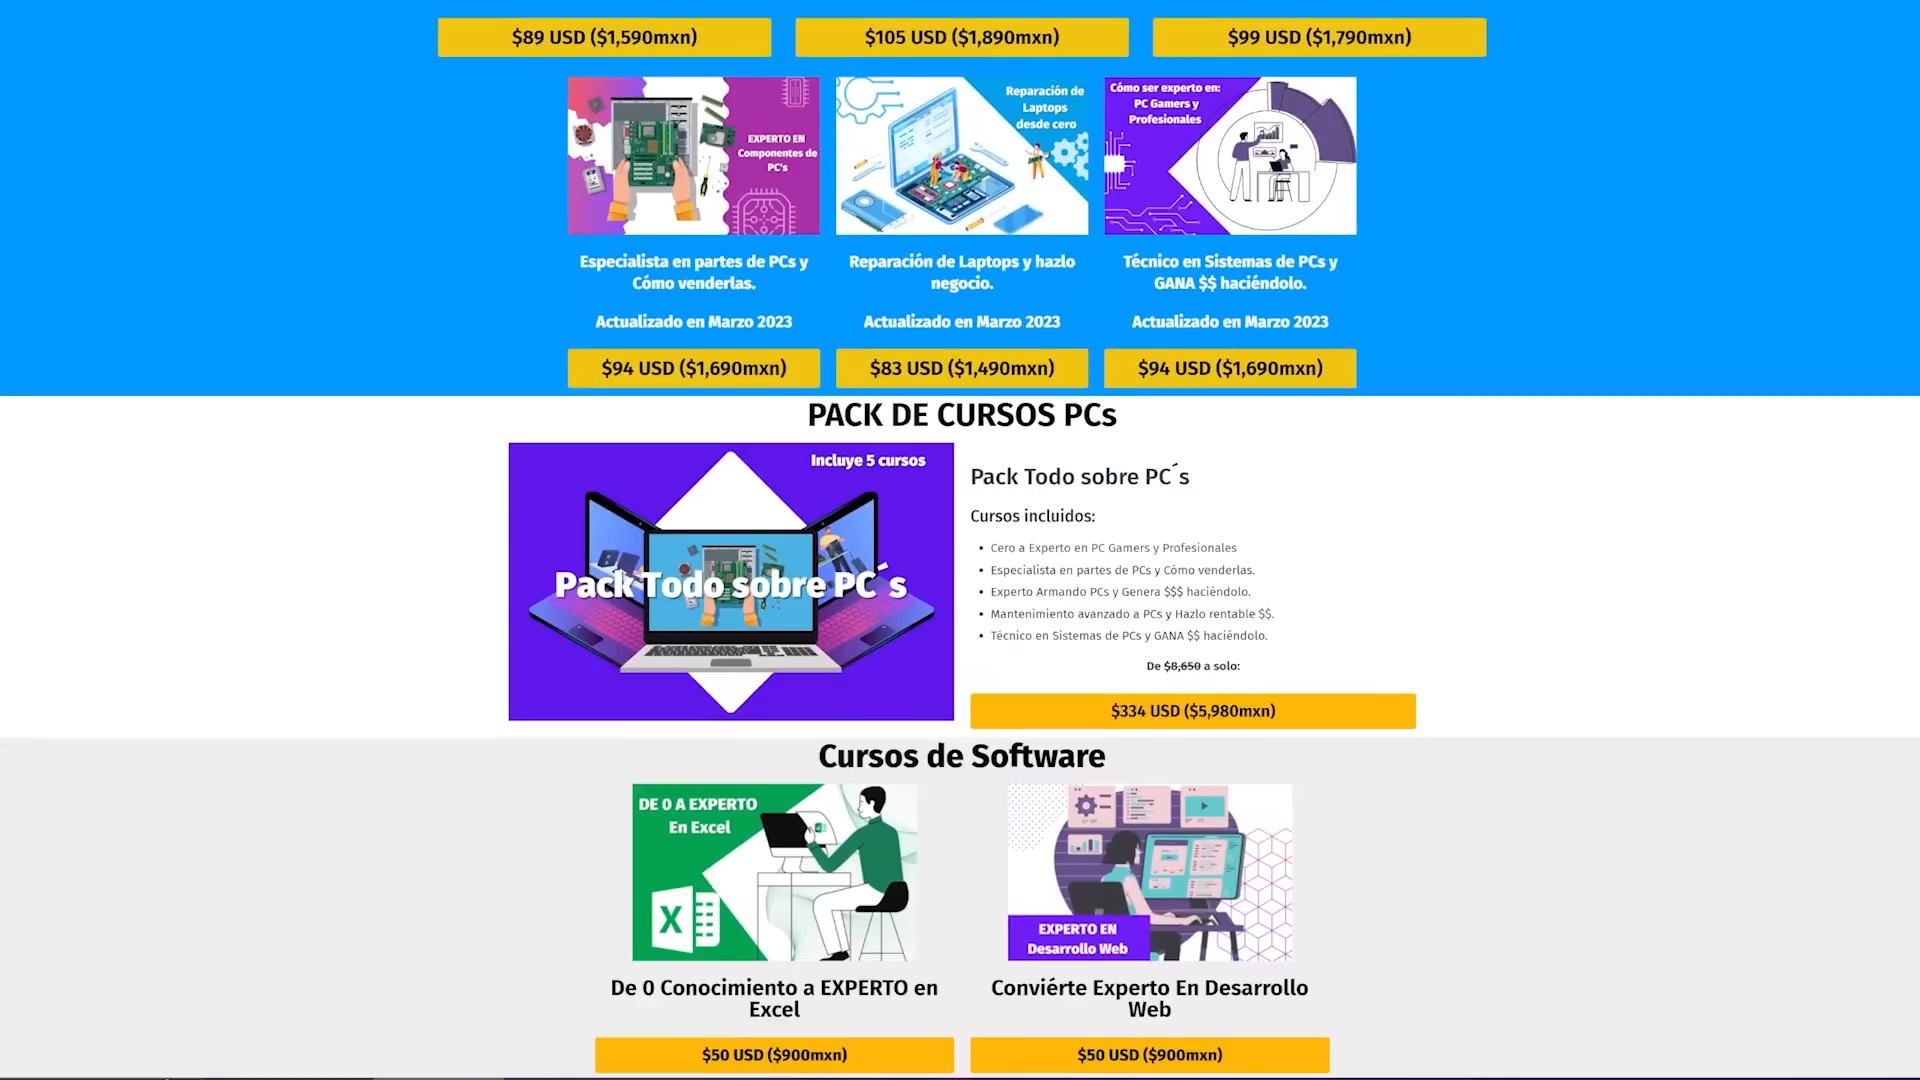 $89 USD ($1,590mxn)
$105 USD ($1,890mxn)
$99 USD ($1,790mxn)
EXPERTO EN
Componentes de
PC's
Reparación de
Laptops
desde cero
Cómo ser experto en:
PC Gamers y
Profesionales
Especialista en partes de PCs y
Cómo venderlas.
Actualizado en Marzo 2023
$94 USD ($1,690mxn)
Reparación de Laptops y hazlo
negocio.
Actualizado en Marzo 2023
$83 USD ($1,490mxn)
Técnico en Sistemas de PCs y
GANA $$ haciéndolo.
Actualizado en Marzo 2023
$94 USD ($1,690mxn)
PACK DE CURSOS PCs
Incluye 5 cursos
Pack Todo sobre PC´s
Pack Todo sobre PC´s
Cursos incluidos:
• Cero a Experto en PC Gamers y Profesionales
• Especialista en partes de PCs y Cómo venderlas.
• Experto Armando PCs y Genera $$$ haciéndolo.
• Mantenimiento avanzado a PCs y Hazlo rentable $$.
• Técnico en Sistemas de PCs y GANA $$ haciéndolo.
De $8,650 a solo:
$334 USD ($5,980mxn)
Cursos de Software
DE 0 A EXPERTO
En Excel
X
De 0 Conocimiento a EXPERTO en
Excel
$50 USD ($900mxn)
EXPERTO EN
Desarrollo Web
Conviérte Experto En Desarrollo
Web
$50 USD ($900mxn)